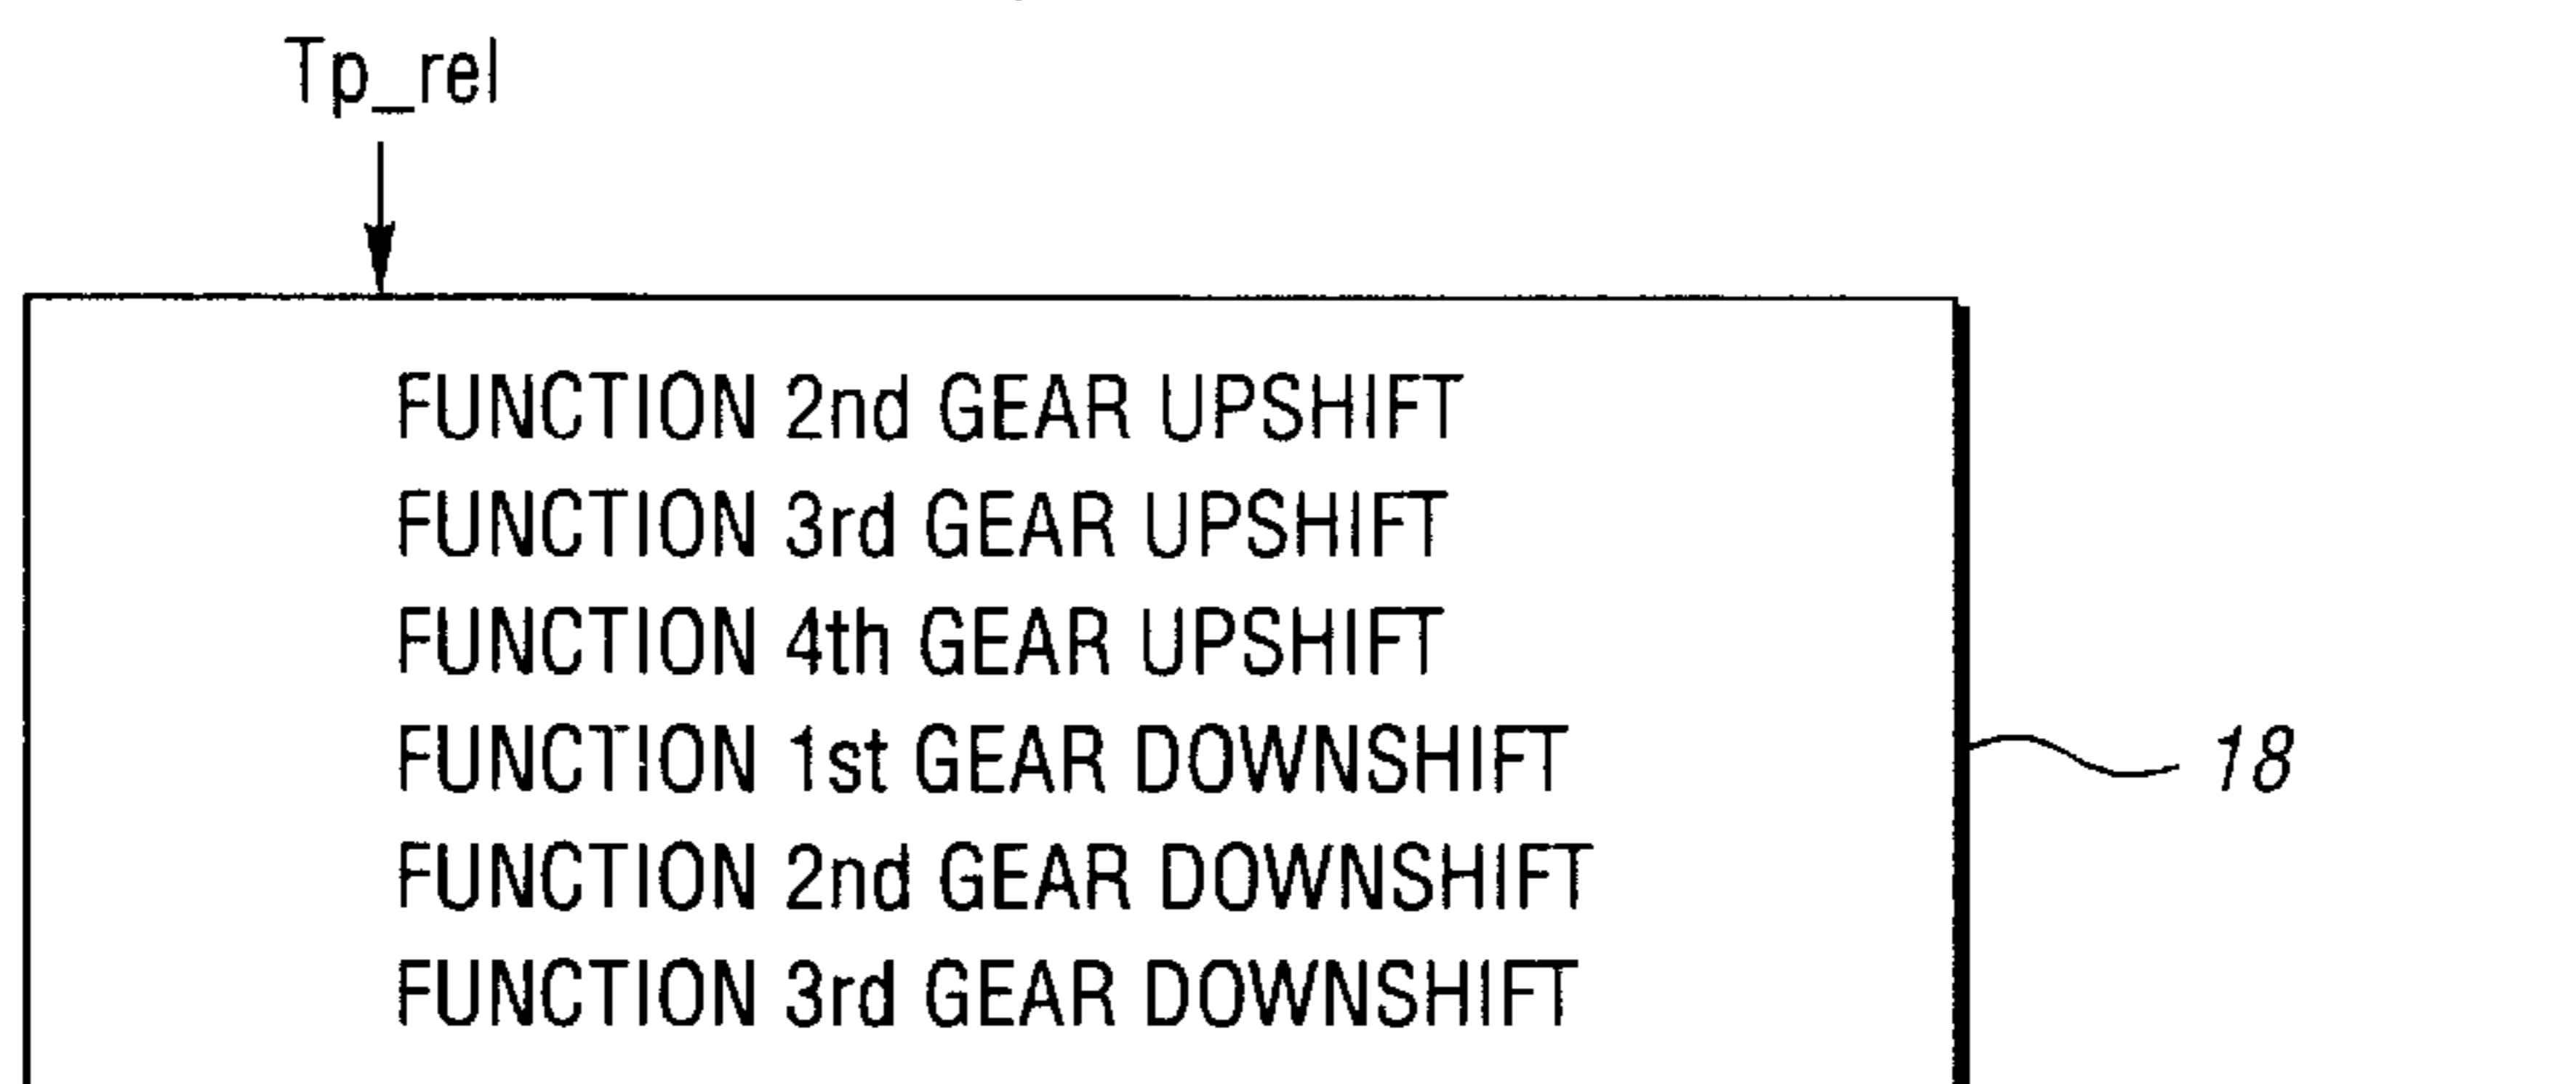 Tp_rel
FUNCTION 2nd GEAR UPSHIFT
FUNCTION 3rd GEAR UPSHIFT
FUNCTION 4th GEAR UPSHIFT
FUNCTION 1st GEAR DOWNSHIFT
18
FUNCTION 2nd GEAR DOWNSHIFT
FUNCTION 3rd GEAR DOWNSHIFT